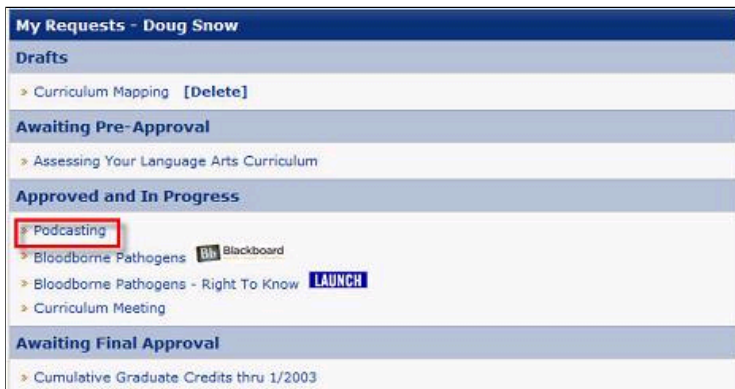 My Requests - Doug Snow
Drafts
» Curriculum Mapping [Delete]
Awaiting Pre-Approval
» Assessing Your Language Arts Curriculum
Approved and In Progress
» Podcasting
» Bloodborne Pathogens Bb Blackboard
» Bloodborne Pathogens - Right To Know LAUNCH
» Curriculum Meeting
Awaiting Final Approval
» Cumulative Graduate Credits thru 1/2003